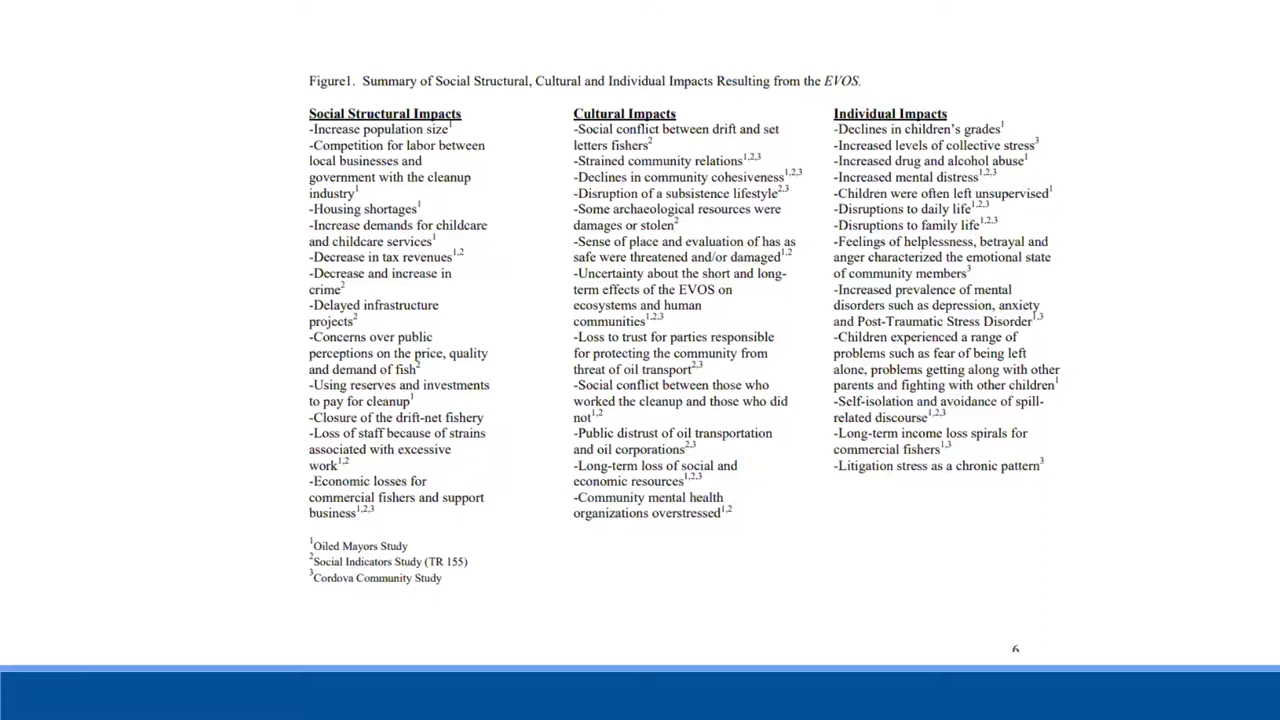 Figure1. Summary of Social Structural, Cultural and Individual Impacts Resulting from the EVOS.
Social Structural Impacts
-Increase population size1
-Competition for labor between
local businesses and
government with the cleanup
industry1
-Housing shortages1
-Increase demands for childcare
and childcare services1
-Decrease in tax revenues1,2
-Decrease and increase in
crime2
-Delayed infrastructure
projects2
-Concerns over public
perceptions on the price, quality
and demand of fish2
-Using reserves and investments
to pay for cleanup1
-Closure of the drift-net fishery
-Loss of staff because of strains
associated with excessive
work1,2
-Economic losses for
commercial fishers and support
business1,2,3
Cultural Impacts
-Social conflict between drift and set
letters fishers2
-Strained community relations1,2,3
-Declines in community cohesiveness1,2,3
-Disruption of a subsistence lifestyle2,3
-Some archaeological resources were
damages or stolen2
-Sense of place and evaluation of has as
safe were threatened and/or damaged1,2
-Uncertainty about the short and long-
term effects of the EVOS on
ecosystems and human
communities1,2,3
-Loss to trust for parties responsible
for protecting the community from
threat of oil transport2,3
-Social conflict between those who
worked the cleanup and those who did
not1,2
-Public distrust of oil transportation
and oil corporations2,3
-Long-term loss of social and
economic resources1,2,3
-Community mental health
organizations overstressed1,2
Individual Impacts
-Declines in children's grades1
-Increased levels of collective stress3
-Increased drug and alcohol abuse1
-Increased mental distress1,2,3
-Children were often left unsupervised1
-Disruptions to daily life1,2,3
-Disruptions to family life1,2,3
-Feelings of helplessness, betrayal and
anger characterized the emotional state
of community members3
-Increased prevalence of mental
disorders such as depression, anxiety
and Post-Traumatic Stress Disorder1,3
-Children experienced a range of
problems such as fear of being left
alone, problems getting along with other
parents and fighting with other children1
-Self-isolation and avoidance of spill-
related discourse1,2,3
-Long-term income loss spirals for
commercial fishers1,3
-Litigation stress as a chronic pattern3
1Oiled Mayors Study
2Social Indicators Study (TR 155)
3Cordova Community Study
6